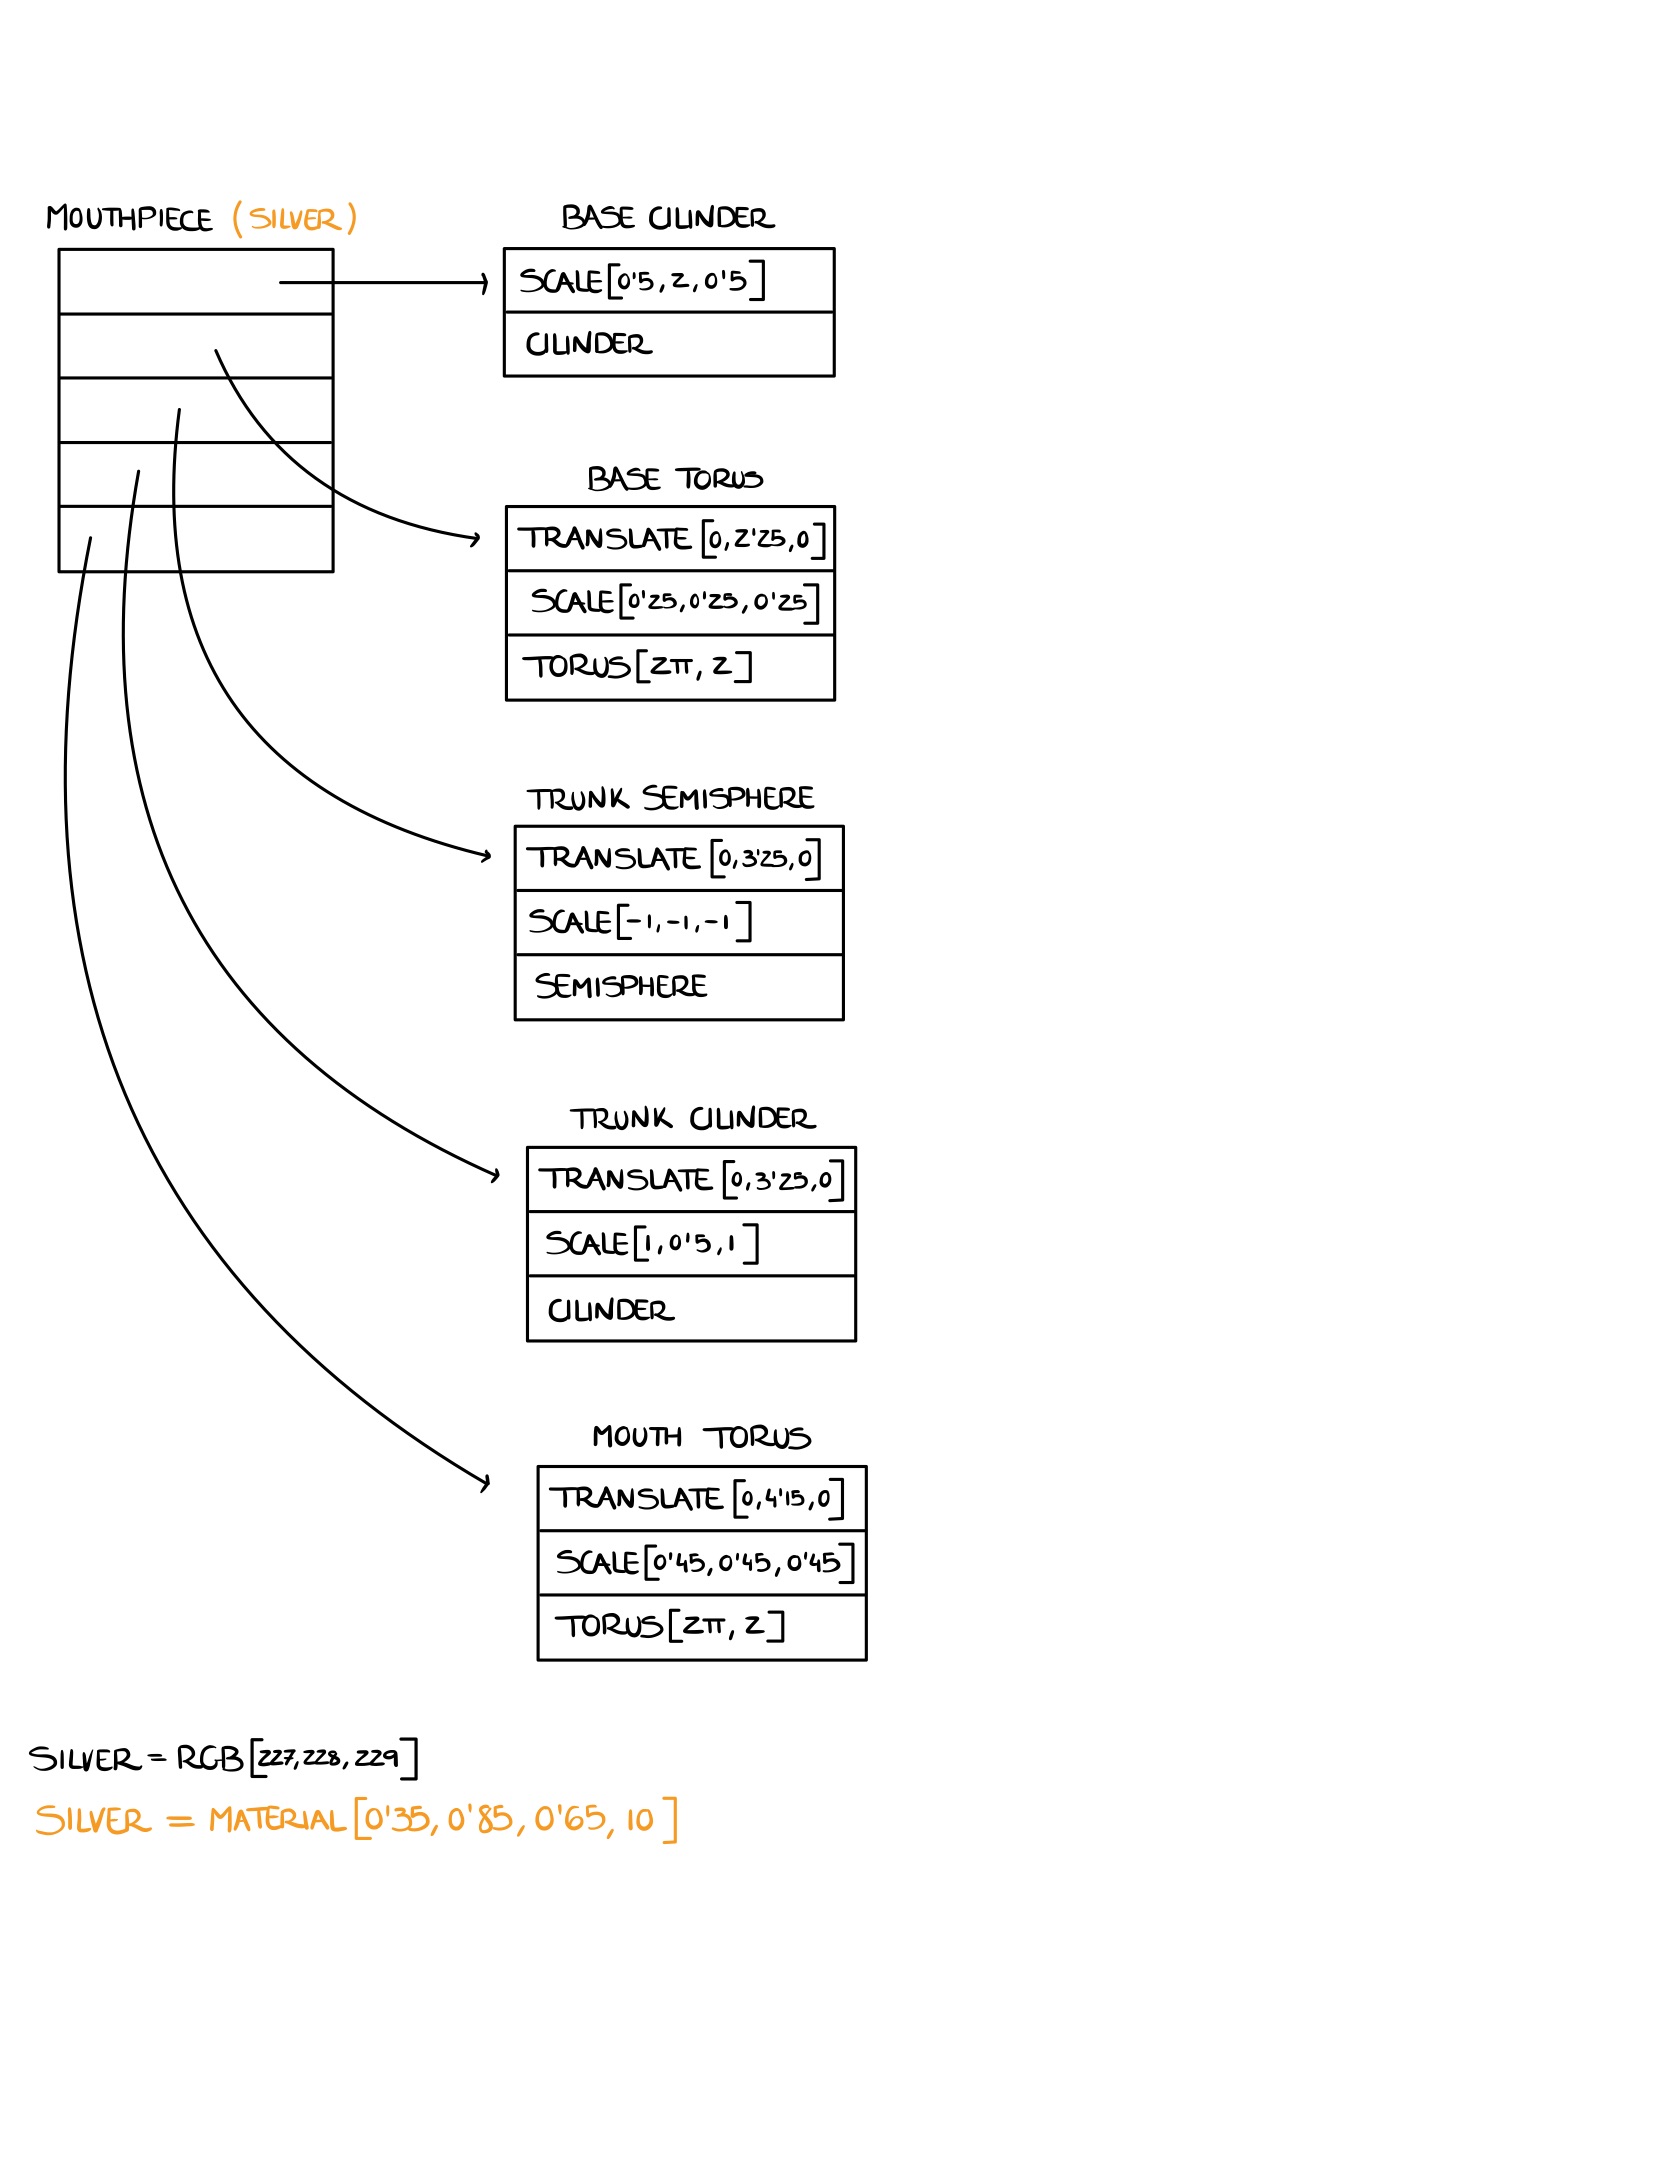 MOUTHPIECE (SILVER)
BASE CILINDER
SCALE[0'5, 2, 0'5]
CILINDER
BASE TORUS
TRANSLATE [0, 2'25, 0]
SCALE[0'25, 0'25, 0'25]
TORUS[2π, 2]
TRUNK SEMISPHERE
TRANSLATE [0, 3'25, 0]
SCALE[-1, -1, -1]
SEMISPHERE
TRUNK CILINDER
TRANSLATE [0, 3'25, 0]
SCALE[1, 0'5, 1]
CILINDER
MOUTH TORUS
TRANSLATE [0, 4'15, 0]
SCALE[0'45, 0'45, 0'45]
TORUS[2π, 2]
SILVER = RGB[227, 228, 229]
SILVER = MATERIAL[0'35, 0'85, 0'65, 10]